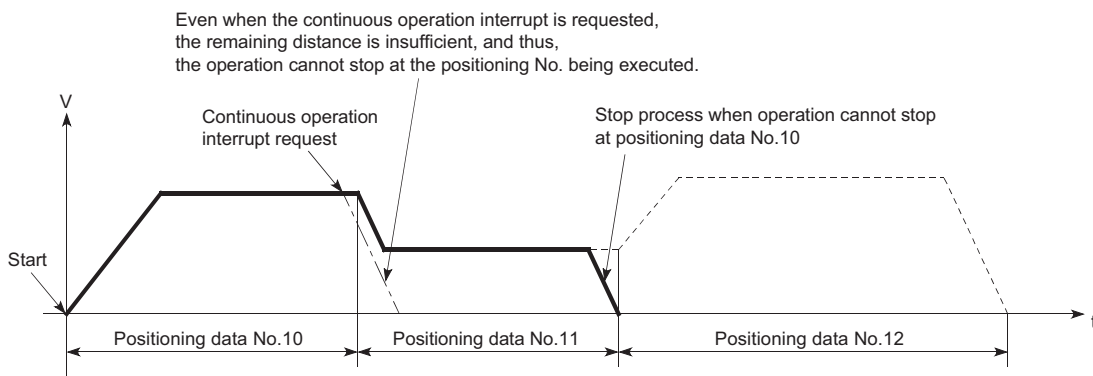 Even when the continuous operation interrupt is requested,
the remaining distance is insufficient, and thus,
the operation cannot stop at the positioning No. being executed.
V
Continuous operation
interrupt request
Stop process when operation cannot stop
at positioning data No.10
Start
t
Positioning data No.10
Positioning data No.11
Positioning data No.12